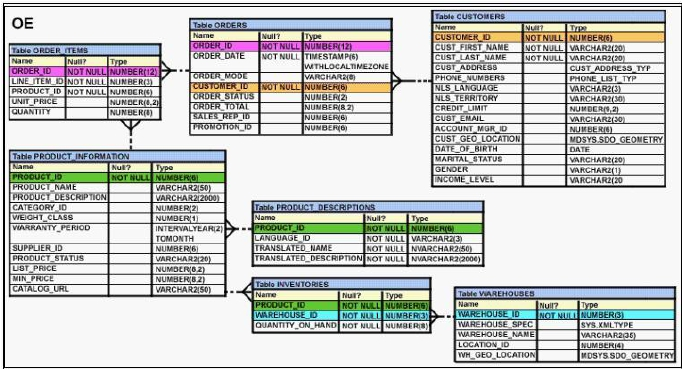 OE
Table ORDER_ITEMS
Name Null? Type
ORDER_ID NOT NULL NUMBER(12)
LINE_ITEM_ID NOT NULL NUMBER(3)
PRODUCT_ID NOT NULL NUMBER(6)
UNIT_PRICE NUMBER(8,2)
QUANTITY NUMBER(8)
Table ORDERS
Name Null? Type
ORDER_ID NOT NULL NUMBER(12)
ORDER_DATE NOT NULL TIMESTAMP(6)
WITHLOCALTIMEZONE
ORDER_MODE VARCHAR2(8)
CUSTOMER_ID NOT NULL NUMBER(6)
ORDER_STATUS NUMBER(2)
ORDER_TOTAL NUMBER(8,2)
SALES_REP_ID NUMBER(6)
PROMOTION_ID NUMBER(6)
Table CUSTOMERS
Name Null? Type
CUSTOMER_ID NOT NULL NUMBER(6)
CUST_FIRST_NAME NOT NULL VARCHAR2(20)
CUST_LAST_NAME NOT NULL VARCHAR2(20)
CUST_ADDRESS CUST_ADDRESS_TYP
PHONE_NUMBERS PHONE_LIST_TYP
NLS_LANGUAGE VARCHAR2(3)
NLS_TERRITORY VARCHAR2(30)
CREDIT_LIMIT NUMBER(9,2)
CUST_EMAIL VARCHAR2(30)
ACCOUNT_MGR_ID NUMBER(6)
CUST_GEO_LOCATION MDSYS.SDO_GEOMETRY
DATE_OF_BIRTH DATE
MARITAL_STATUS VARCHAR2(20)
GENDER VARCHAR2(1)
INCOME_LEVEL VARCHAR2(20
Table PRODUCT_INFORMATION
Name Null? Type
PRODUCT_ID NOT NULL NUMBER(6)
PRODUCT_NAME VARCHAR2(50)
PRODUCT_DESCRIPTION VARCHAR2(2000)
CATEGORY_ID NUMBER(2)
WEIGHT_CLASS NUMBER(1)
WARRANTY_PERIOD INTERVALYEAR(2)
TOMONTH
SUPPLIER_ID NUMBER(6)
PRODUCT_STATUS VARCHAR2(20)
LIST_PRICE NUMBER(8,2)
MIN_PRICE NUMBER(8,2)
CATALOG_URL VARCHAR2(50)
Table PRODUCT_DESCRIPTIONS
Name Null? Type
PRODUCT_ID NOT NULL NUMBER(6)
LANGUAGE_ID NOT NULL VARCHAR2(3)
TRANSLATED_NAME NOT NULL NVARCHAR2(50)
TRANSLATED_DESCRIPTION NOT NULL NVARCHAR2(2000)
Table INVENTORIES
Name Null? Type
PRODUCT_ID NOT NULL NUMBER(6)
WAREHOUSE_ID NOT NULL NUMBER(3)
QUANTITY_ON_HAND NOT NULL NUMBER(8)
Table WAREHOUSES
Name Null? Type
WAREHOUSE_ID NOT NULL NUMBER(3)
WAREHOUSE_SPEC SYS.XMLTYPE
WAREHOUSE_NAME VARCHAR2(35)
LOCATION_ID NUMBER(4)
WH_GEO_LOCATION MDSYS.SDO_GEOMETRY